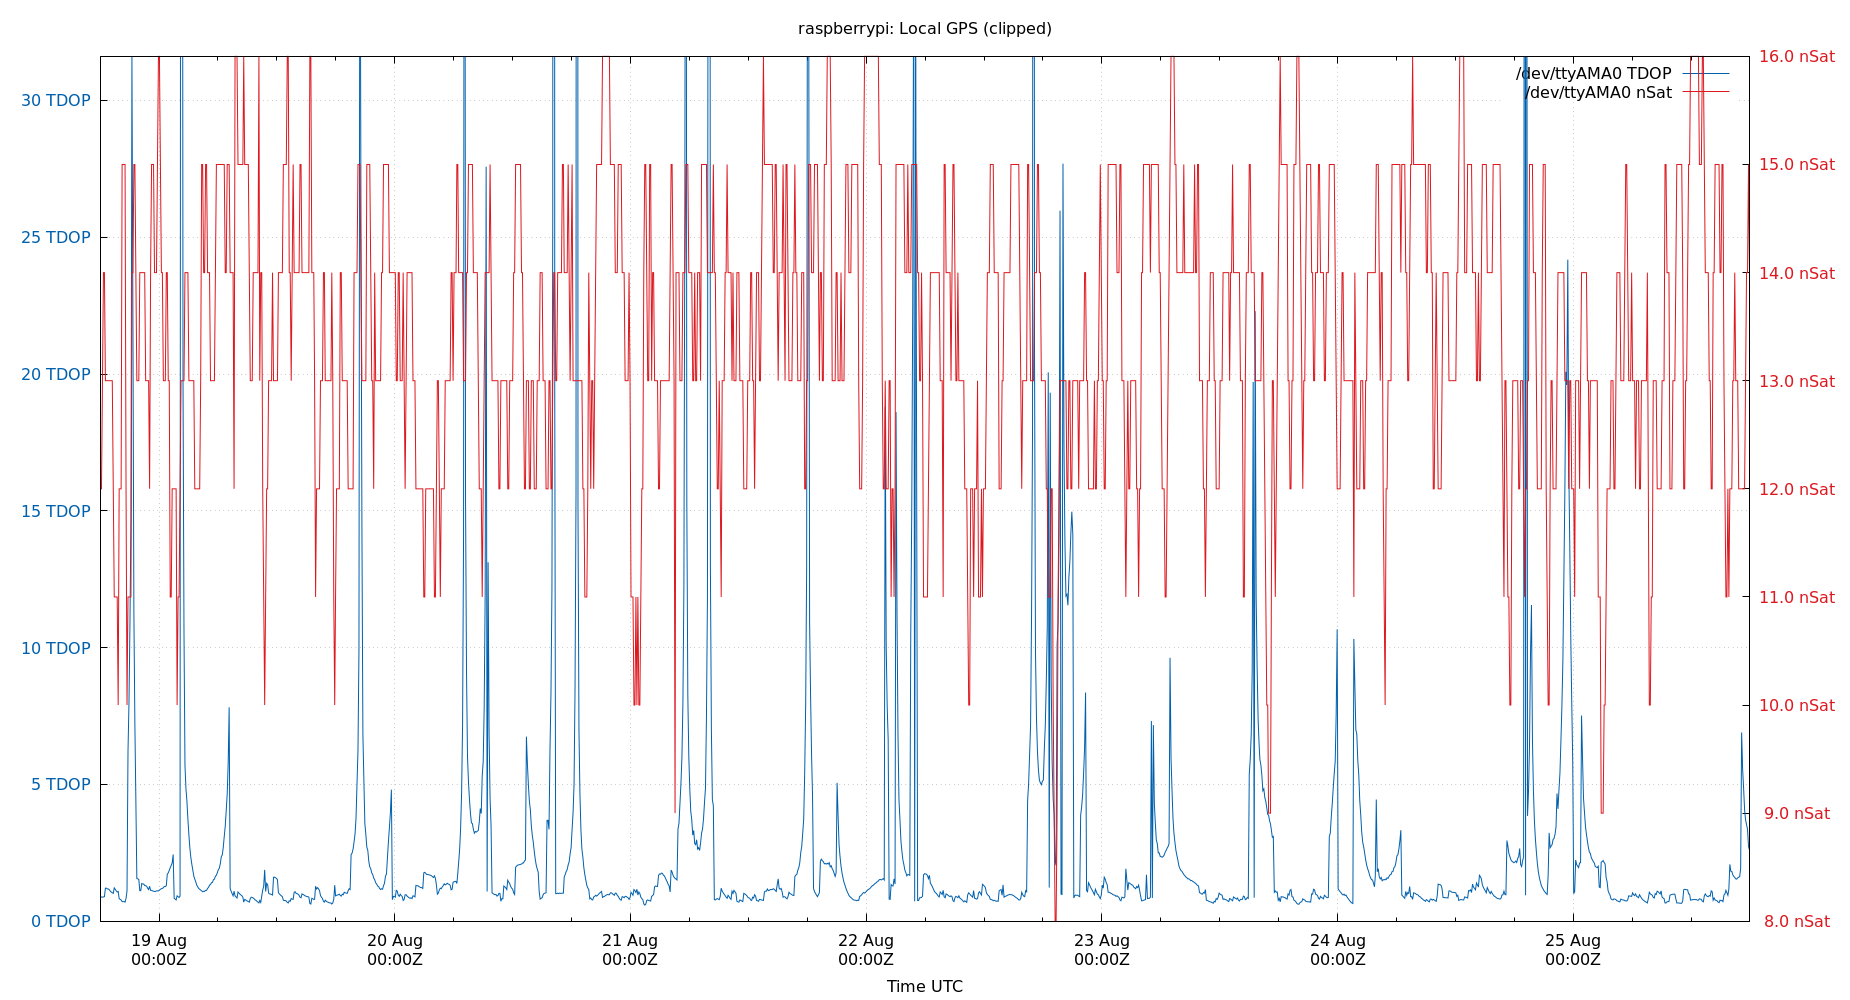 raspberrypi: Local GPS (clipped)
/dev/ttyAMA0 TDOP
/dev/ttyAMA0 nSat
30 TDOP
25 TDOP
20 TDOP
15 TDOP
10 TDOP
5 TDOP
0 TDOP
16.0 nSat
15.0 nSat
14.0 nSat
13.0 nSat
12.0 nSat
11.0 nSat
10.0 nSat
9.0 nSat
8.0 nSat
19 Aug
00:00Z
20 Aug
00:00Z
21 Aug
00:00Z
22 Aug
00:00Z
23 Aug
00:00Z
24 Aug
00:00Z
25 Aug
00:00Z
Time UTC